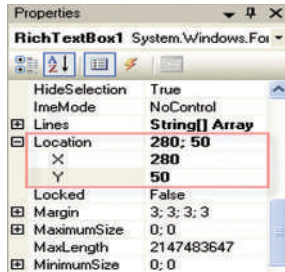 Properties
RichTextBox1 System.Windows.For
HideSelection True
ImeMode NoControl
Lines String[] Array
Location 280; 50
X 280
Y 50
Locked False
Margin 3; 3; 3; 3
MaximumSize 0; 0
MaxLength 2147483647
MinimumSize 0; 0